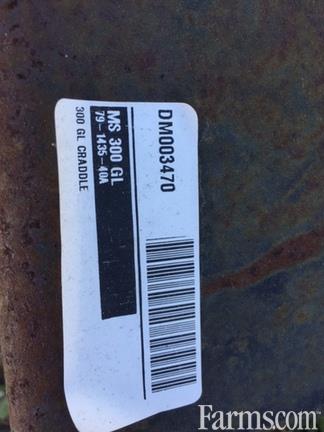 DM003470
MS 300 GL
79-1435-40A
300 GL CRADDLE
Farms.com